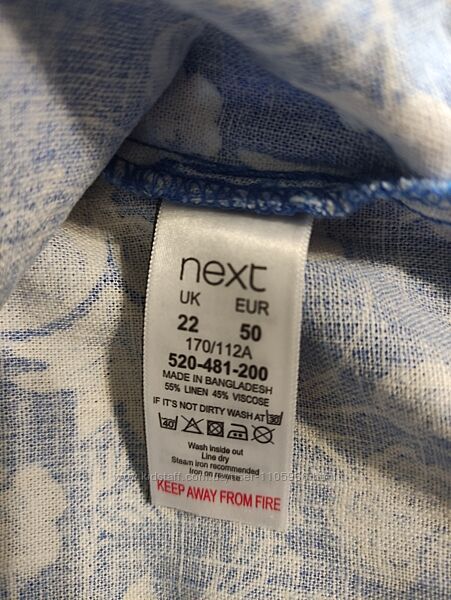 next
UK EUR
22 50
170/112A
520-481-200
MADE IN BANGLADESH
55% LINEN 45% VISCOSE
IF IT'S NOT DIRTY WASH AT 30
40
Wash inside out
Line dry
Steam iron recommended
Iron on reverse
KEEP AWAY FROM FIRE